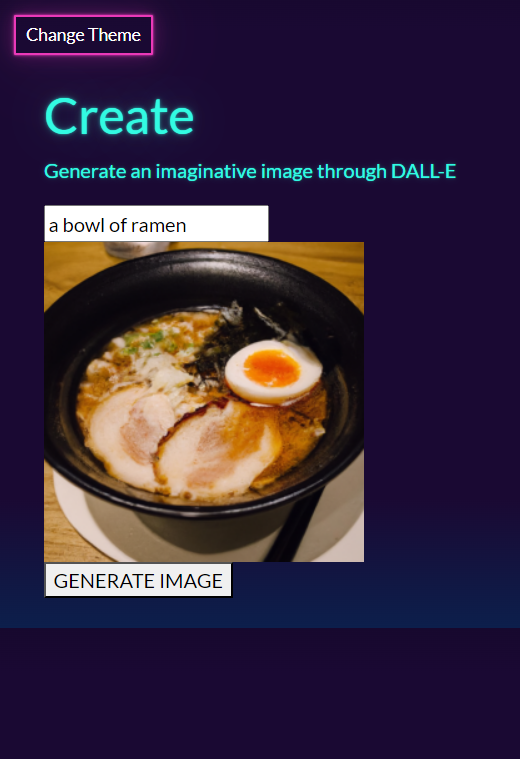 Change Theme
Create
Generate an imaginative image through DALL-E
a bowl of ramen
GENERATE IMAGE